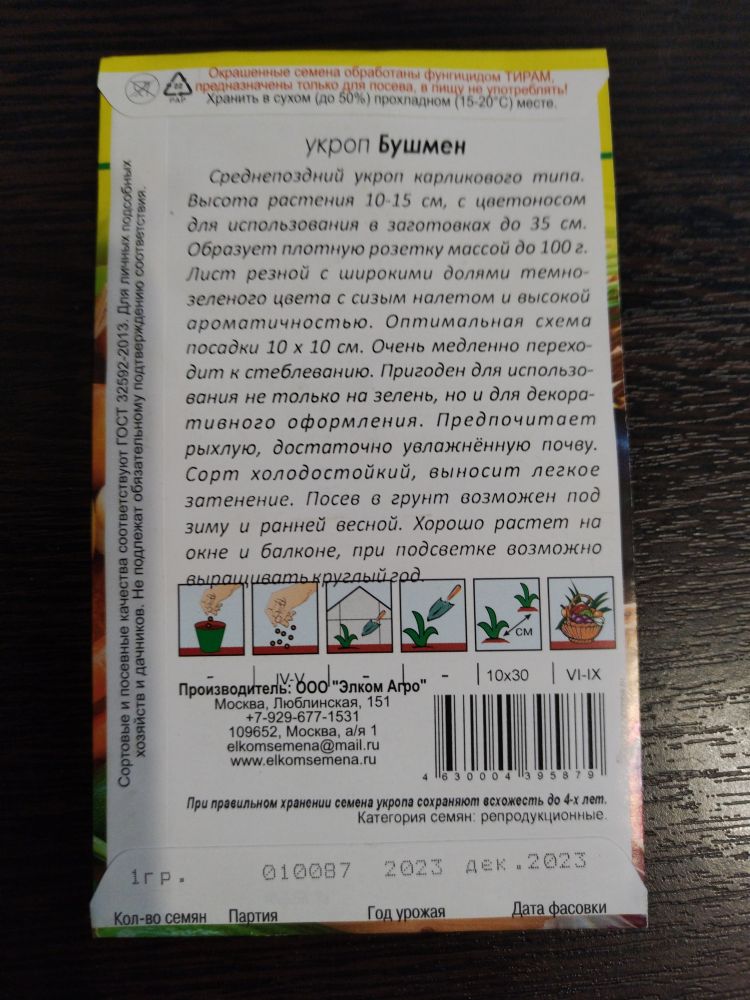 Окрашенные семена обработаны фунгицидом ТИРАМ,
предназначены только для посева, в пищу не употреблять!
Хранить в сухом (до 50%) прохладном (15-20°С) месте.
22
PAP
укроп Бушмен
Среднепоздний укроп карликового типа.
Высота растения 10-15 см, с цветоносом
для использования в заготовках до 35 см.
Образует плотную розетку массой до 100 г.
Лист резной с широкими долями темно-
зеленого цвета с сизым налетом и высокой
ароматичностью. Оптимальная схема
посадки 10 х 10 см. Очень медленно перехо-
дит к стеблеванию. Пригоден для использо-
вания не только на зелень, но и для декора-
тивного оформления. Предпочитает
рыхлую, достаточно увлажнённую почву.
Сорт холодостойкий, выносит легкое
затенение. Посев в грунт возможен под
зиму и ранней весной. Хорошо растет на
окне и балконе, при подсветке возможно
выращивать круглый год.
см
- IV-V - - 10х30 VI-IX
Производитель: ООО "Элком Агро"
Москва, Люблинская, 151
+7-929-677-1531
109652, Москва, а/я 1
elkomsemena@mail.ru
www.elkomsemena.ru
4 630004 395879
При правильном хранении семена укропа сохраняют всхожесть до 4-х лет.
Категория семян: репродукционные.
1гр. 010087 2023 дек.2023
Кол-во семян Партия Год урожая Дата фасовки
Сортовые и посевные качества соответствуют ГОСТ 32592-2013. Для личных подсобных
хозяйств и дачников. Не подлежат обязательному подтверждению соответствия.